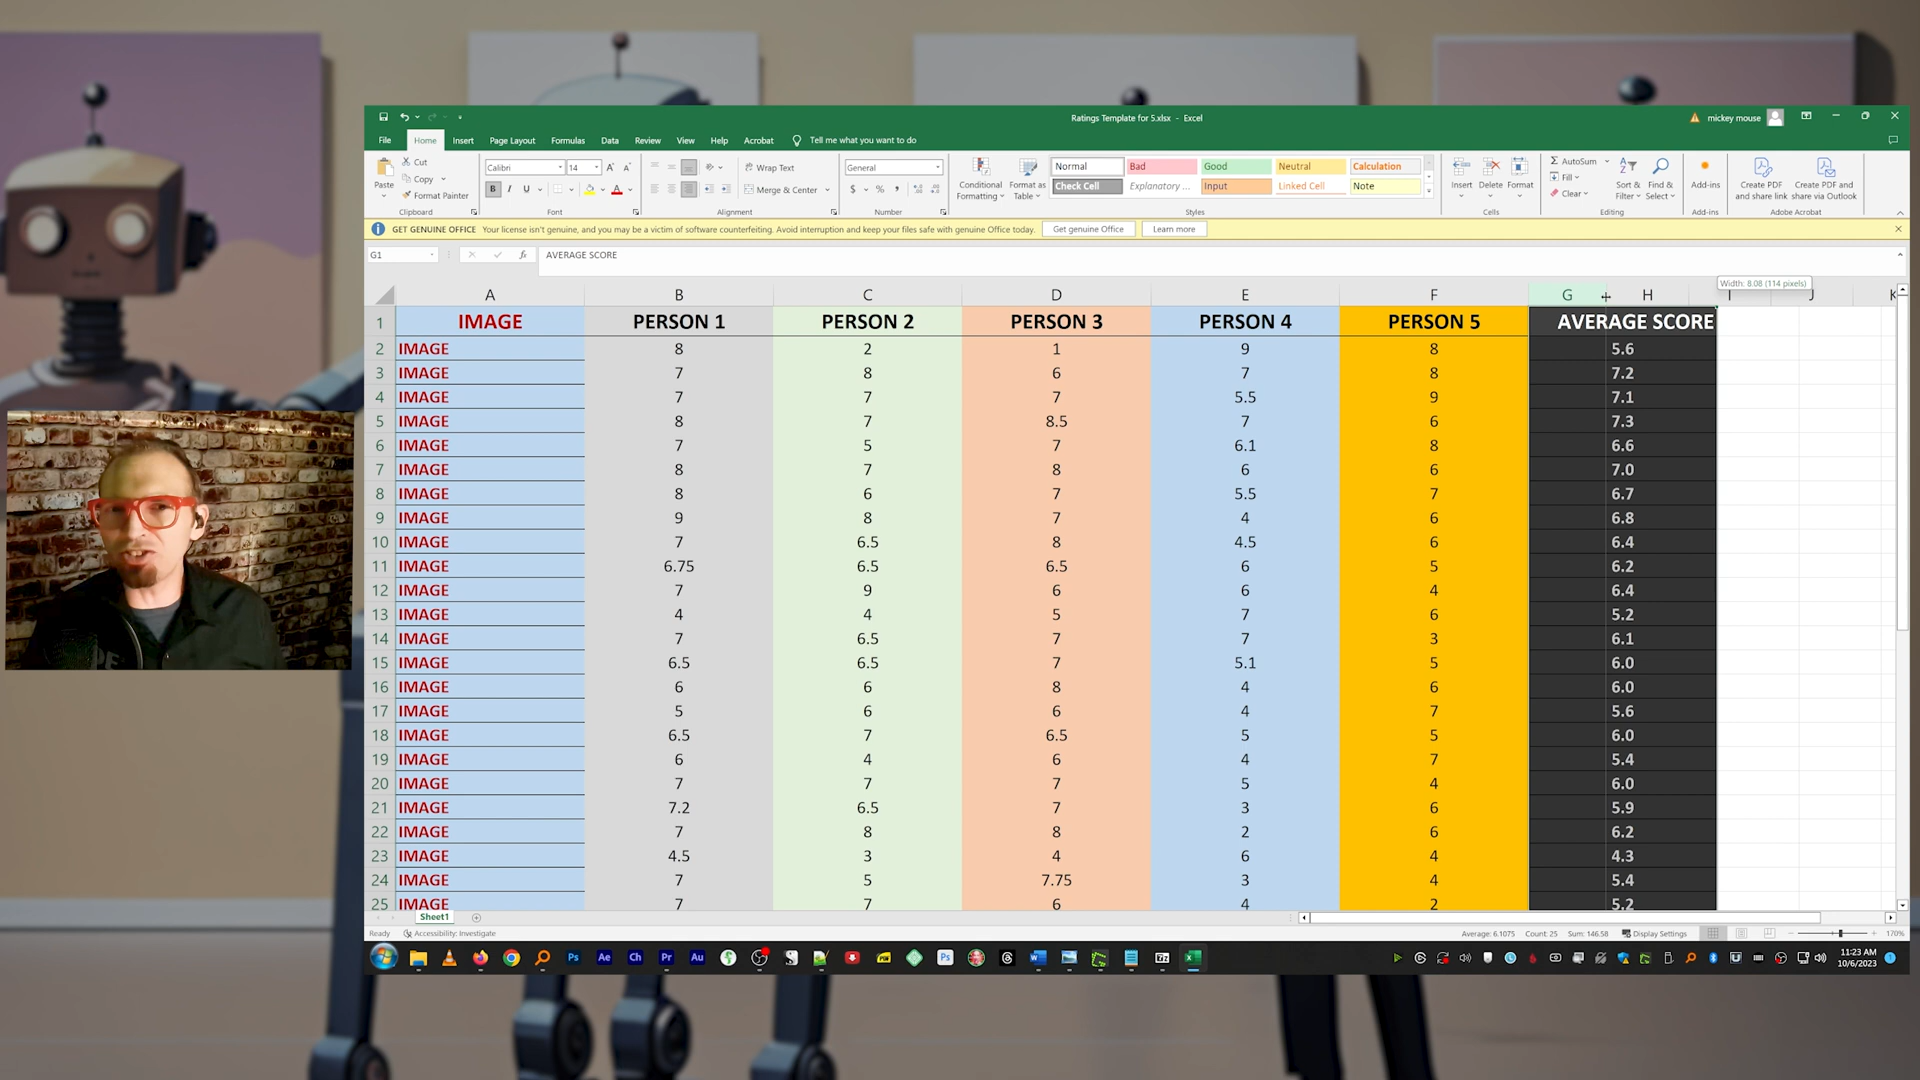 Ratings Template for 5.xlsx - Excel
mickey mouse
File Home Insert Page Layout Formulas Data Review View Help Acrobat Tell me what you want to do
Paste
Cut
Copy
Format Painter
Clipboard
Calibri 14
B I U
Font
Wrap Text
Merge & Center
Alignment
General
$ % ,
Number
Conditional Formatting
Format as Table
Normal Bad Good Neutral Calculation
Check Cell Explanatory ... Input Linked Cell Note
Styles
Insert Delete Format
Cells
AutoSum
Fill
Clear
Sort & Filter
Find & Select
Editing
Add-ins
Add-ins
Create PDF and share link
Create PDF and share via Outlook
Adobe Acrobat
GET GENUINE OFFICE Your license isn't genuine, and you may be a victim of software counterfeiting. Avoid interruption and keep your files safe with genuine Office today. Get genuine Office Learn more
G1 fx AVERAGE SCORE
Width: 8.08 (114 pixels)
A B C D E F G H I J K
1 IMAGE PERSON 1 PERSON 2 PERSON 3 PERSON 4 PERSON 5 AVERAGE SCORE
2 IMAGE 8 2 1 9 8 5.6
3 IMAGE 7 8 6 7 8 7.2
4 IMAGE 7 7 7 5.5 9 7.1
5 IMAGE 8 7 8.5 7 6 7.3
6 IMAGE 7 5 7 6.1 8 6.6
7 IMAGE 8 7 8 6 6 7.0
8 IMAGE 8 6 7 5.5 7 6.7
9 IMAGE 9 8 7 4 6 6.8
10 IMAGE 7 6.5 8 4.5 6 6.4
11 IMAGE 6.75 6.5 6.5 6 5 6.2
12 IMAGE 7 9 6 6 4 6.4
13 IMAGE 4 4 5 7 6 5.2
14 IMAGE 7 6.5 7 7 3 6.1
15 IMAGE 6.5 6.5 7 5.1 5 6.0
16 IMAGE 6 6 8 4 6 6.0
17 IMAGE 5 6 6 4 7 5.6
18 IMAGE 6.5 7 6.5 5 5 6.0
19 IMAGE 6 4 6 4 7 5.4
20 IMAGE 7 7 7 5 4 6.0
21 IMAGE 7.2 6.5 7 3 6 5.9
22 IMAGE 7 8 8 2 6 6.2
23 IMAGE 4.5 3 4 6 4 4.3
24 IMAGE 7 5 7.75 3 4 5.4
25 IMAGE 7 7 6 4 2 5.2
Sheet1
Ready Accessibility: Investigate Average: 6.1075 Count: 25 Sum: 146.58 Display Settings 170%
Ps Ae Ch Pr Au Ps
11:23 AM
10/6/2023